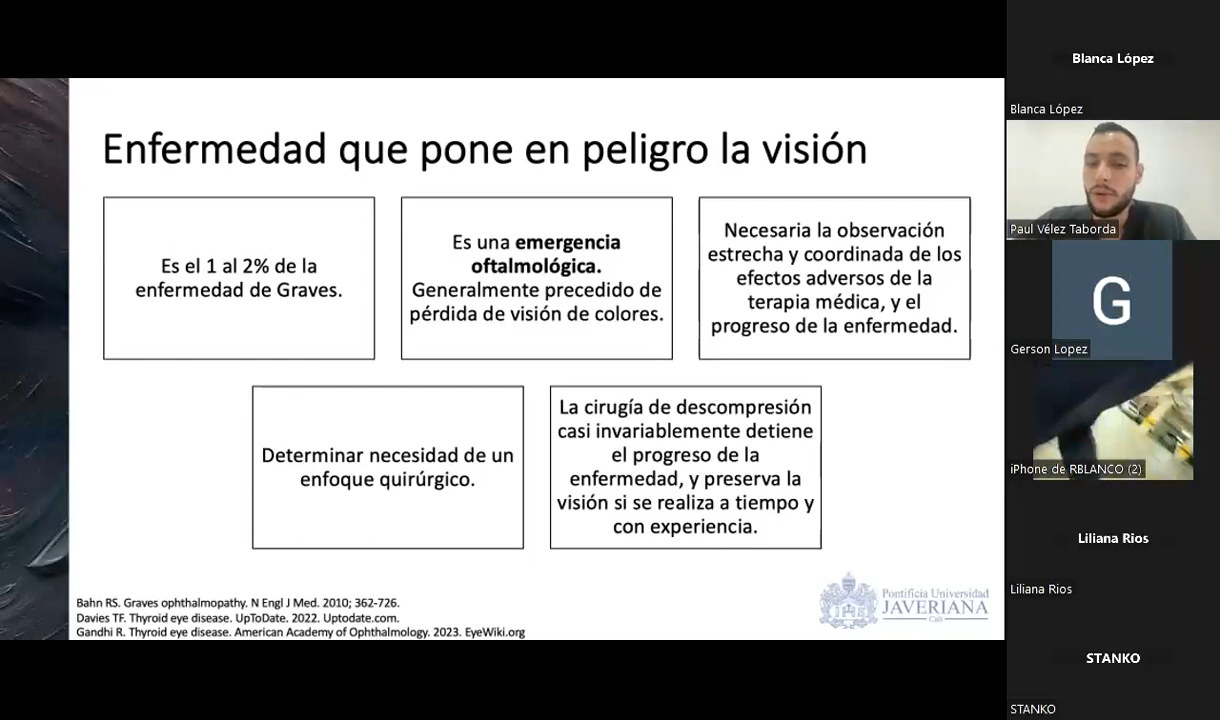 Enfermedad que pone en peligro la visión
Es el 1 al 2% de la
enfermedad de Graves.
Es una emergencia
oftalmológica.
Generalmente precedido de
pérdida de visión de colores.
Necesaria la observación
estrecha y coordinada de los
efectos adversos de la
terapia médica, y el
progreso de la enfermedad.
Determinar necesidad de un
enfoque quirúrgico.
La cirugía de descompresión
casi invariablemente detiene
el progreso de la
enfermedad, y preserva la
visión si se realiza a tiempo y
con experiencia.
Bahn RS. Graves ophthalmopathy. N Engl J Med. 2010; 362-726.
Davies TF. Thyroid eye disease. UpToDate. 2022. Uptodate.com.
Gandhi R. Thyroid eye disease. American Academy of Ophthalmology. 2023. EyeWiki.org
Pontificia Universidad
JAVERIANA
Cali
Blanca López
Blanca López
Paul Vélez Taborda
G
Gerson Lopez
iPhone de RBLANCO (2)
Liliana Rios
Liliana Rios
STANKO
STANKO